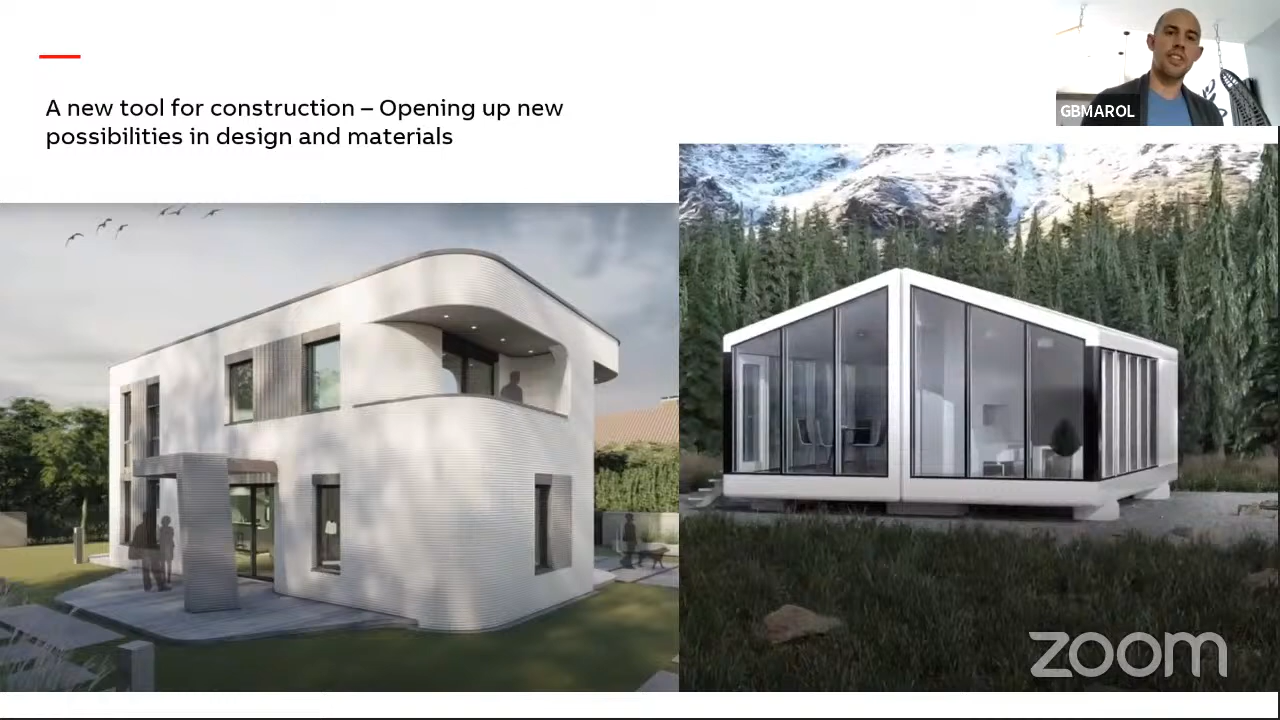 A new tool for construction – Opening up new
possibilities in design and materials
GBMAROL
zoom